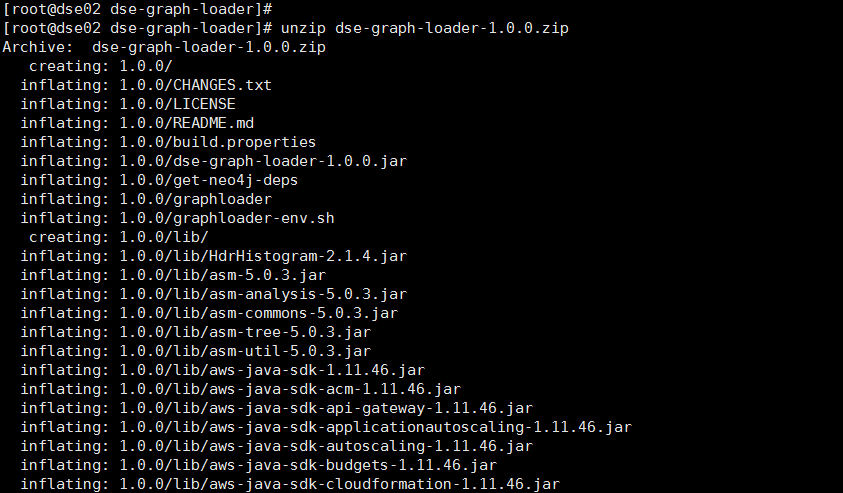 [root@dse02 dse-graph-loader]#
[root@dse02 dse-graph-loader]# unzip dse-graph-loader-1.0.0.zip
Archive:  dse-graph-loader-1.0.0.zip
   creating: 1.0.0/
  inflating: 1.0.0/CHANGES.txt
  inflating: 1.0.0/LICENSE
  inflating: 1.0.0/README.md
  inflating: 1.0.0/build.properties
  inflating: 1.0.0/dse-graph-loader-1.0.0.jar
  inflating: 1.0.0/get-neo4j-deps
  inflating: 1.0.0/graphloader
  inflating: 1.0.0/graphloader-env.sh
   creating: 1.0.0/lib/
  inflating: 1.0.0/lib/HdrHistogram-2.1.4.jar
  inflating: 1.0.0/lib/asm-5.0.3.jar
  inflating: 1.0.0/lib/asm-analysis-5.0.3.jar
  inflating: 1.0.0/lib/asm-commons-5.0.3.jar
  inflating: 1.0.0/lib/asm-tree-5.0.3.jar
  inflating: 1.0.0/lib/asm-util-5.0.3.jar
  inflating: 1.0.0/lib/aws-java-sdk-1.11.46.jar
  inflating: 1.0.0/lib/aws-java-sdk-acm-1.11.46.jar
  inflating: 1.0.0/lib/aws-java-sdk-api-gateway-1.11.46.jar
  inflating: 1.0.0/lib/aws-java-sdk-applicationautoscaling-1.11.46.jar
  inflating: 1.0.0/lib/aws-java-sdk-autoscaling-1.11.46.jar
  inflating: 1.0.0/lib/aws-java-sdk-budgets-1.11.46.jar
  inflating: 1.0.0/lib/aws-java-sdk-cloudformation-1.11.46.jar